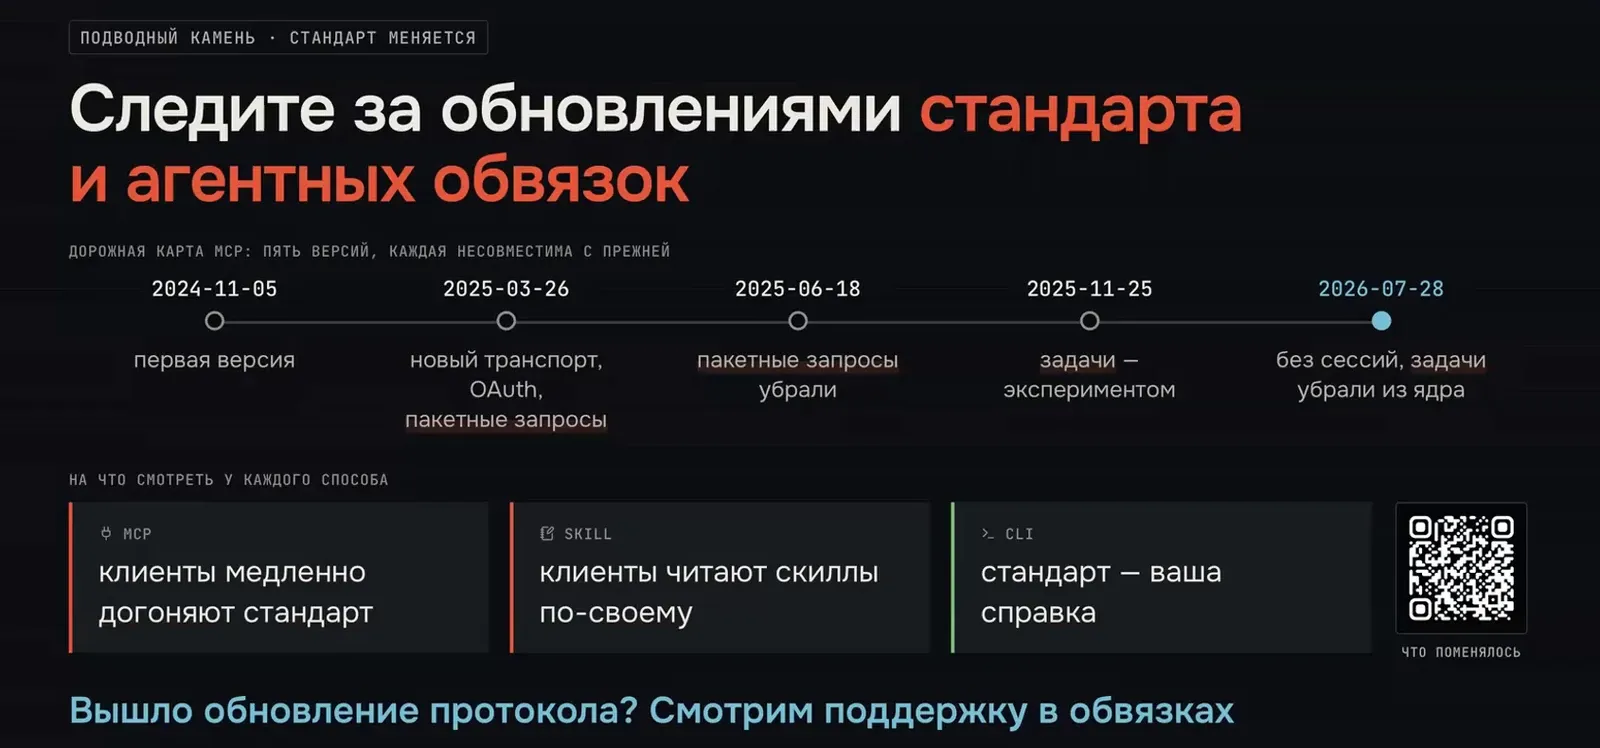 ПОДВОДНЫЙ КАМЕНЬ · СТАНДАРТ МЕНЯЕТСЯ
Следите за обновлениями стандарта
и агентных обвязок
ДОРОЖНАЯ КАРТА MCP: ПЯТЬ ВЕРСИЙ, КАЖДАЯ НЕСОВМЕСТИМА С ПРЕЖНЕЙ
2024-11-05
первая версия
2025-03-26
новый транспорт,
OAuth,
пакетные запросы
2025-06-18
пакетные запросы
убрали
2025-11-25
задачи —
экспериментом
2026-07-28
без сессий, задачи
убрали из ядра
НА ЧТО СМОТРЕТЬ У КАЖДОГО СПОСОБА
MCP
клиенты медленно
догоняют стандарт
SKILL
клиенты читают скиллы
по-своему
CLI
стандарт — ваша
справка
ЧТО ПОМЕНЯЛОСЬ
Вышло обновление протокола? Смотрим поддержку в обвязках